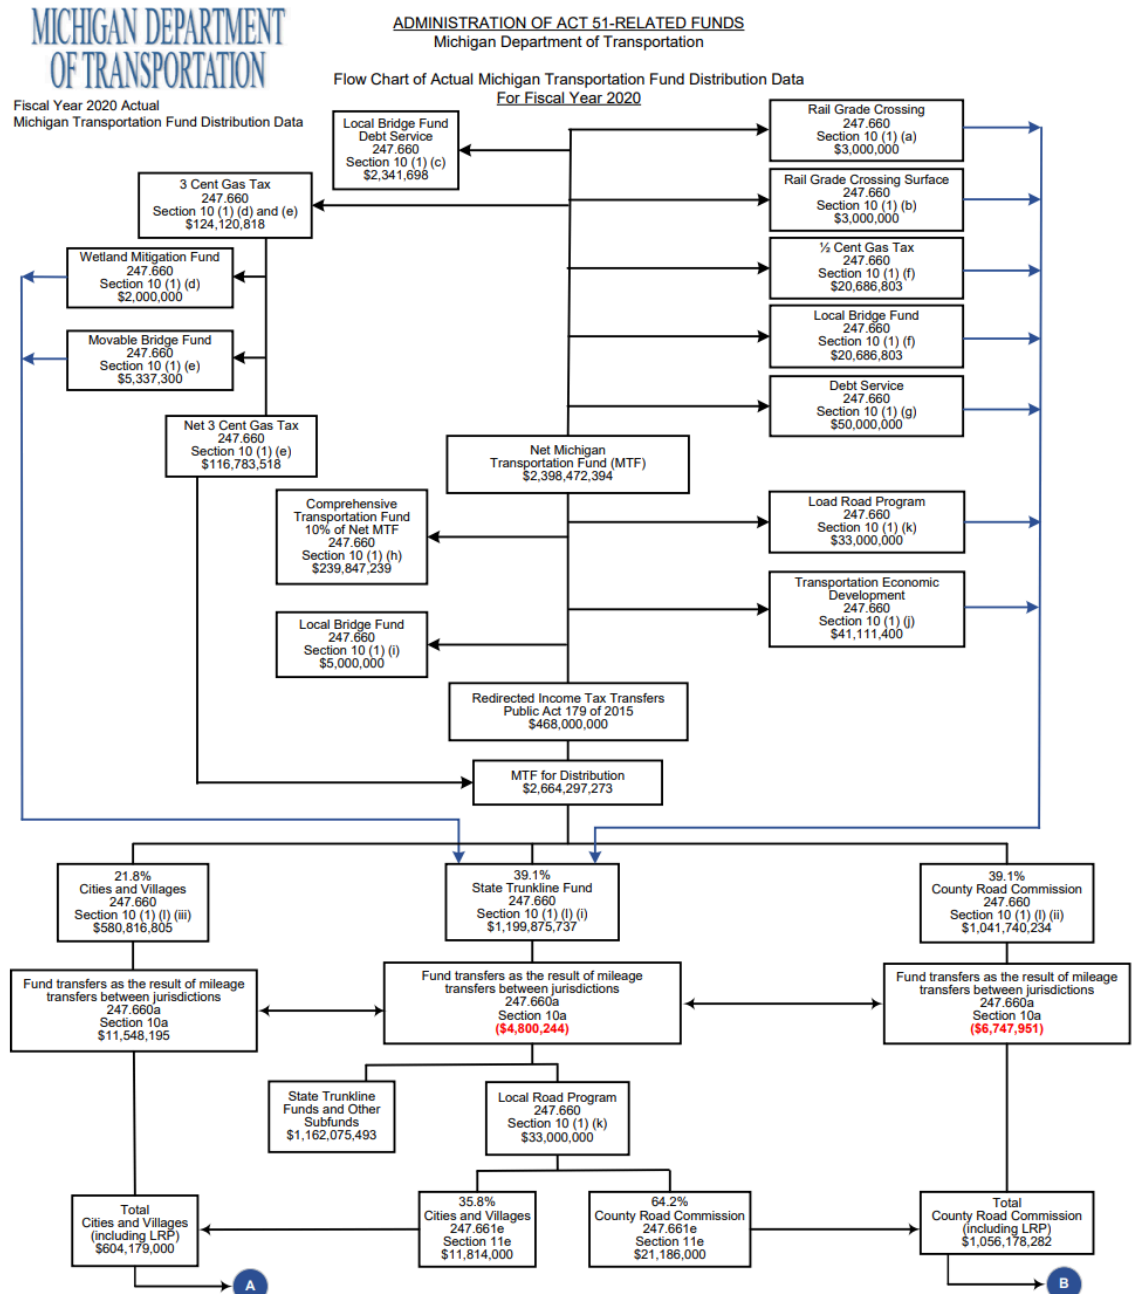 MICHIGAN DEPARTMENT
OF TRANSPORTATION
ADMINISTRATION OF ACT 51-RELATED FUNDS
Michigan Department of Transportation
Flow Chart of Actual Michigan Transportation Fund Distribution Data
For Fiscal Year 2020
Fiscal Year 2020 Actual
Michigan Transportation Fund Distribution Data
Local Bridge Fund
Debt Service
247.660
Section 10 (1) (c)
$2,341,698
Rail Grade Crossing
247.660
Section 10 (1) (a)
$3,000,000
3 Cent Gas Tax
247.660
Section 10 (1) (d) and (e)
$124,120,818
Rail Grade Crossing Surface
247.660
Section 10 (1) (b)
$3,000,000
Wetland Mitigation Fund
247.660
Section 10 (1) (d)
$2,000,000
½ Cent Gas Tax
247.660
Section 10 (1) (f)
$20,686,803
Movable Bridge Fund
247.660
Section 10 (1) (e)
$5,337,300
Local Bridge Fund
247.660
Section 10 (1) (f)
$20,686,803
Debt Service
247.660
Section 10 (1) (g)
$50,000,000
Net 3 Cent Gas Tax
247.660
Section 10 (1) (e)
$116,783,518
Net Michigan
Transportation Fund (MTF)
$2,398,472,394
Comprehensive
Transportation Fund
10% of Net MTF
247.660
Section 10 (1) (h)
$239,847,239
Load Road Program
247.660
Section 10 (1) (k)
$33,000,000
Transportation Economic
Development
247.660
Section 10 (1) (j)
$41,111,400
Local Bridge Fund
247.660
Section 10 (1) (i)
$5,000,000
Redirected Income Tax Transfers
Public Act 179 of 2015
$468,000,000
MTF for Distribution
$2,664,297,273
21.8%
Cities and Villages
247.660
Section 10 (1) (l) (iii)
$580,816,805
39.1%
State Trunkline Fund
247.660
Section 10 (1) (l) (i)
$1,199,875,737
39.1%
County Road Commission
247.660
Section 10 (1) (l) (ii)
$1,041,740,234
Fund transfers as the result of mileage
transfers between jurisdictions
247.660a
Section 10a
$11,548,195
Fund transfers as the result of mileage
transfers between jurisdictions
247.660a
Section 10a
($4,800,244)
Fund transfers as the result of mileage
transfers between jurisdictions
247.660a
Section 10a
($6,747,951)
State Trunkline
Funds and Other
Subfunds
$1,162,075,493
Local Road Program
247.660
Section 10 (1) (k)
$33,000,000
Total
Cities and Villages
(including LRP)
$604,179,000
35.8%
Cities and Villages
247.661e
Section 11e
$11,814,000
64.2%
County Road Commission
247.661e
Section 11e
$21,186,000
Total
County Road Commission
(including LRP)
$1,056,178,282
A
B